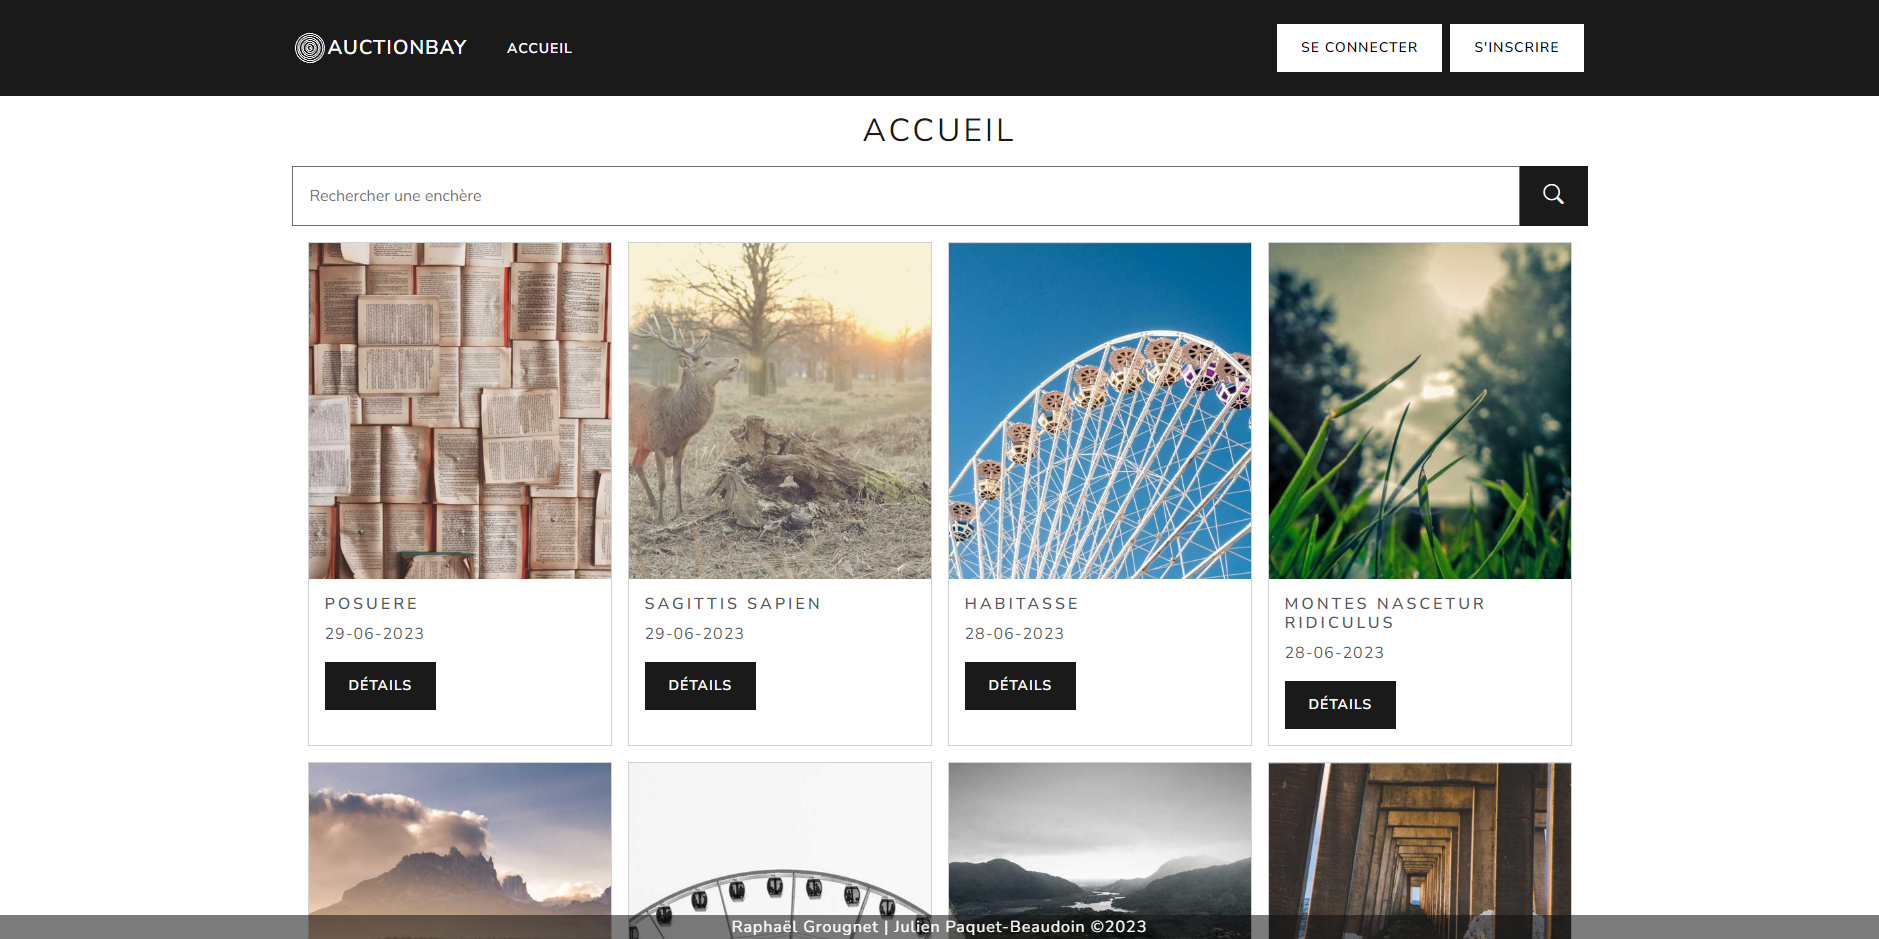 AUCTIONBAY
ACCUEIL
SE CONNECTER
S'INSCRIRE
ACCUEIL
Rechercher une enchère
POSUERE
29-06-2023
DÉTAILS
SAGITTIS SAPIEN
29-06-2023
DÉTAILS
HABITASSE
28-06-2023
DÉTAILS
MONTES NASCETUR
RIDICULUS
28-06-2023
DÉTAILS
Raphaël Grougnet | Julien Paquet-Beaudoin ©2023